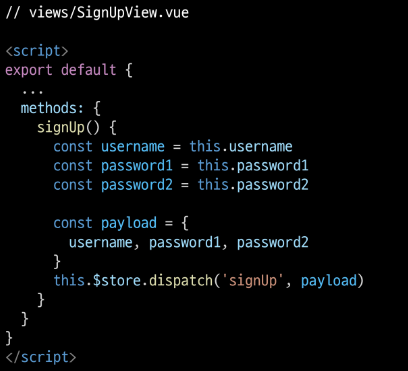 // views/SignUpView.vue
<script>
export default {
  ...
  methods: {
    signUp() {
      const username = this.username
      const password1 = this.password1
      const password2 = this.password2

      const payload = {
        username, password1, password2
      }
      this.$store.dispatch('signUp', payload)
    }
  }
}
</script>